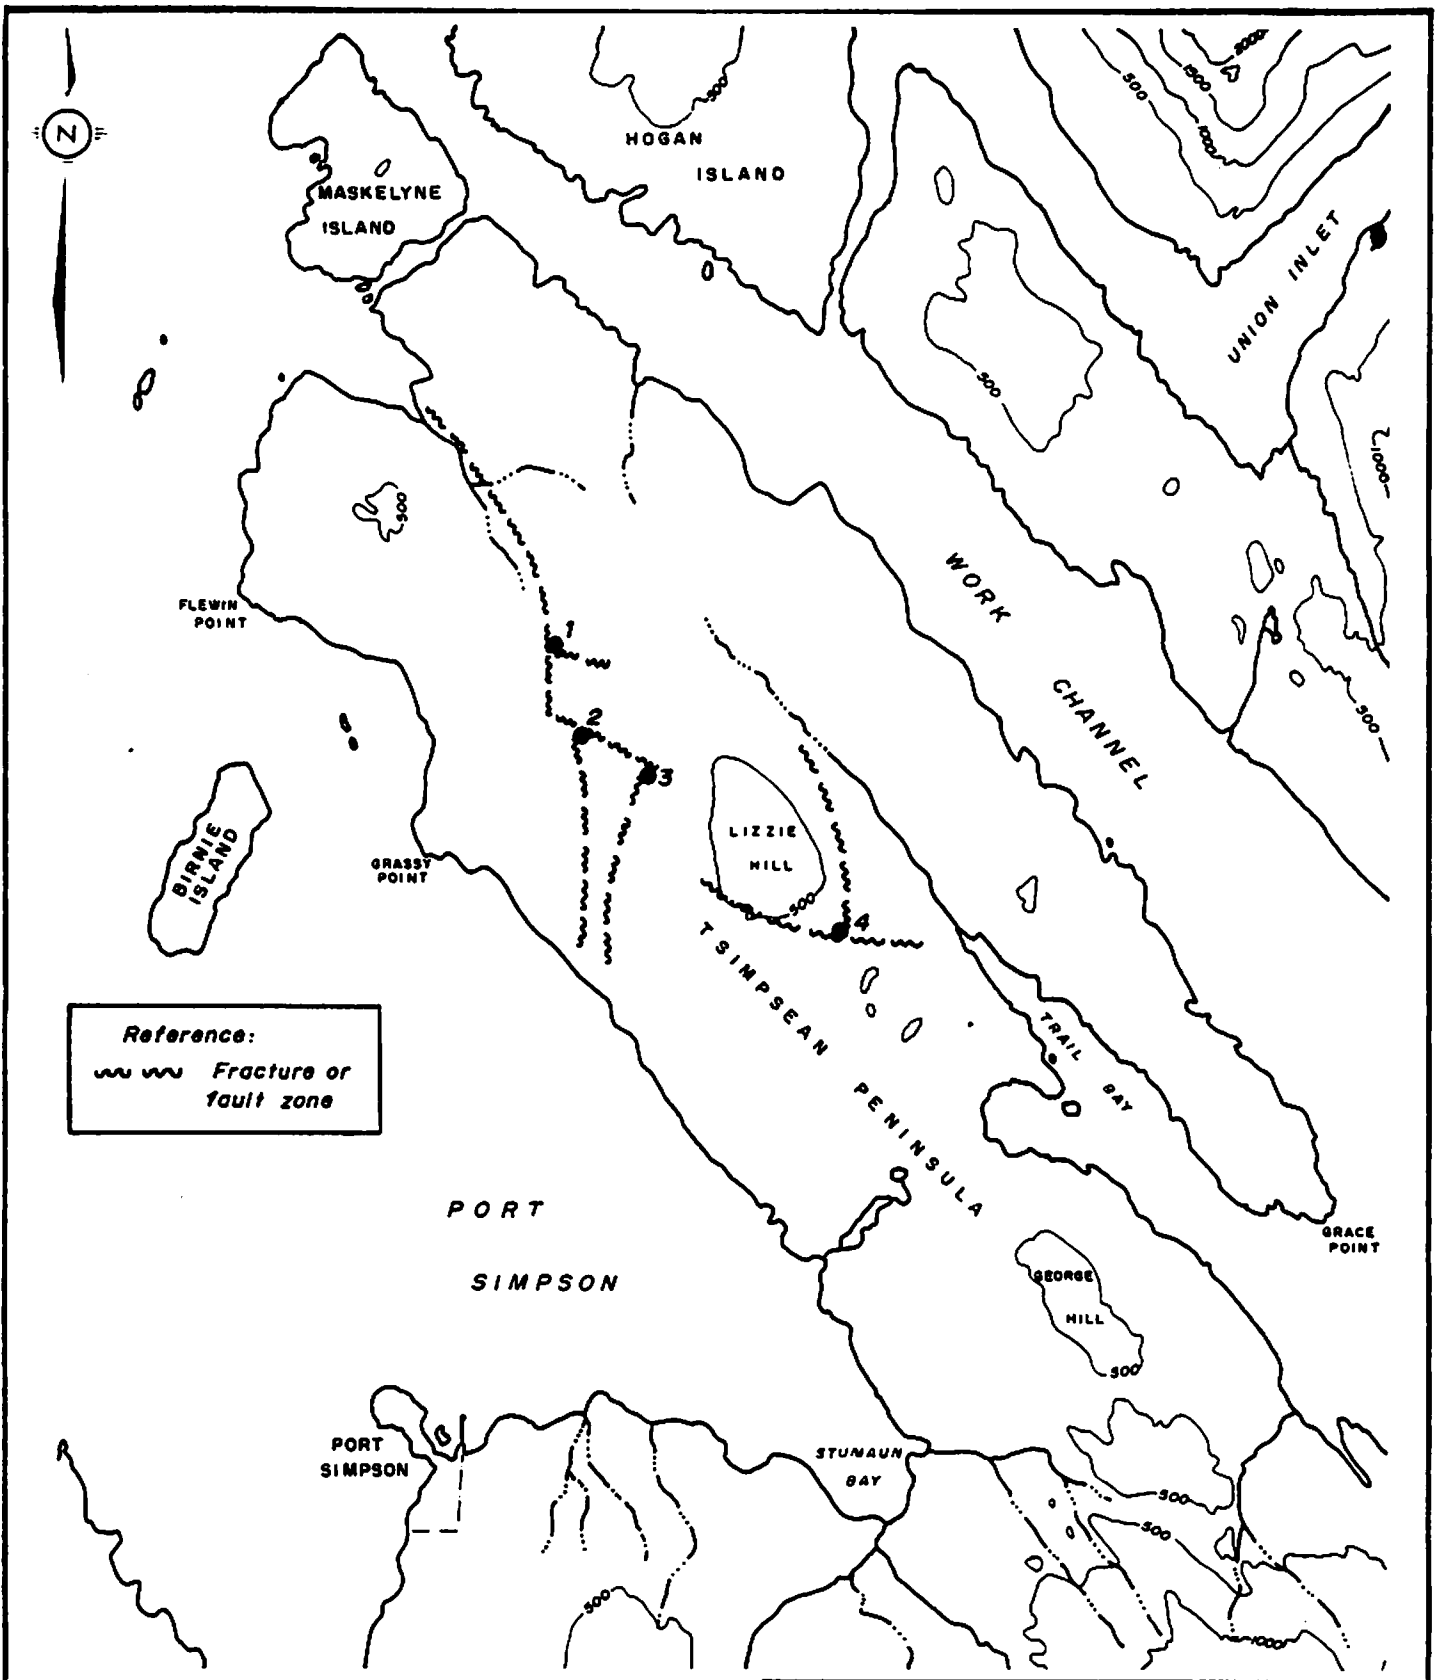 N
HOGAN
ISLAND
MASKELYNE
ISLAND
500
500
1000
1500
2000
UNION INLET
500
1000
500
FLEWIN
POINT
WORK
CHANNEL
500
1
2
3
LIZZIE
HILL
500
4
BIRNIE
ISLAND
GRASSY
POINT
TSIMPSEAN PENINSULA
Reference:
Fracture or
fault zone
TRAIL BAY
PORT
SIMPSON
GRACE
POINT
GEORGE
HILL
500
PORT
SIMPSON
STUMAUN
BAY
500
500
500
1000